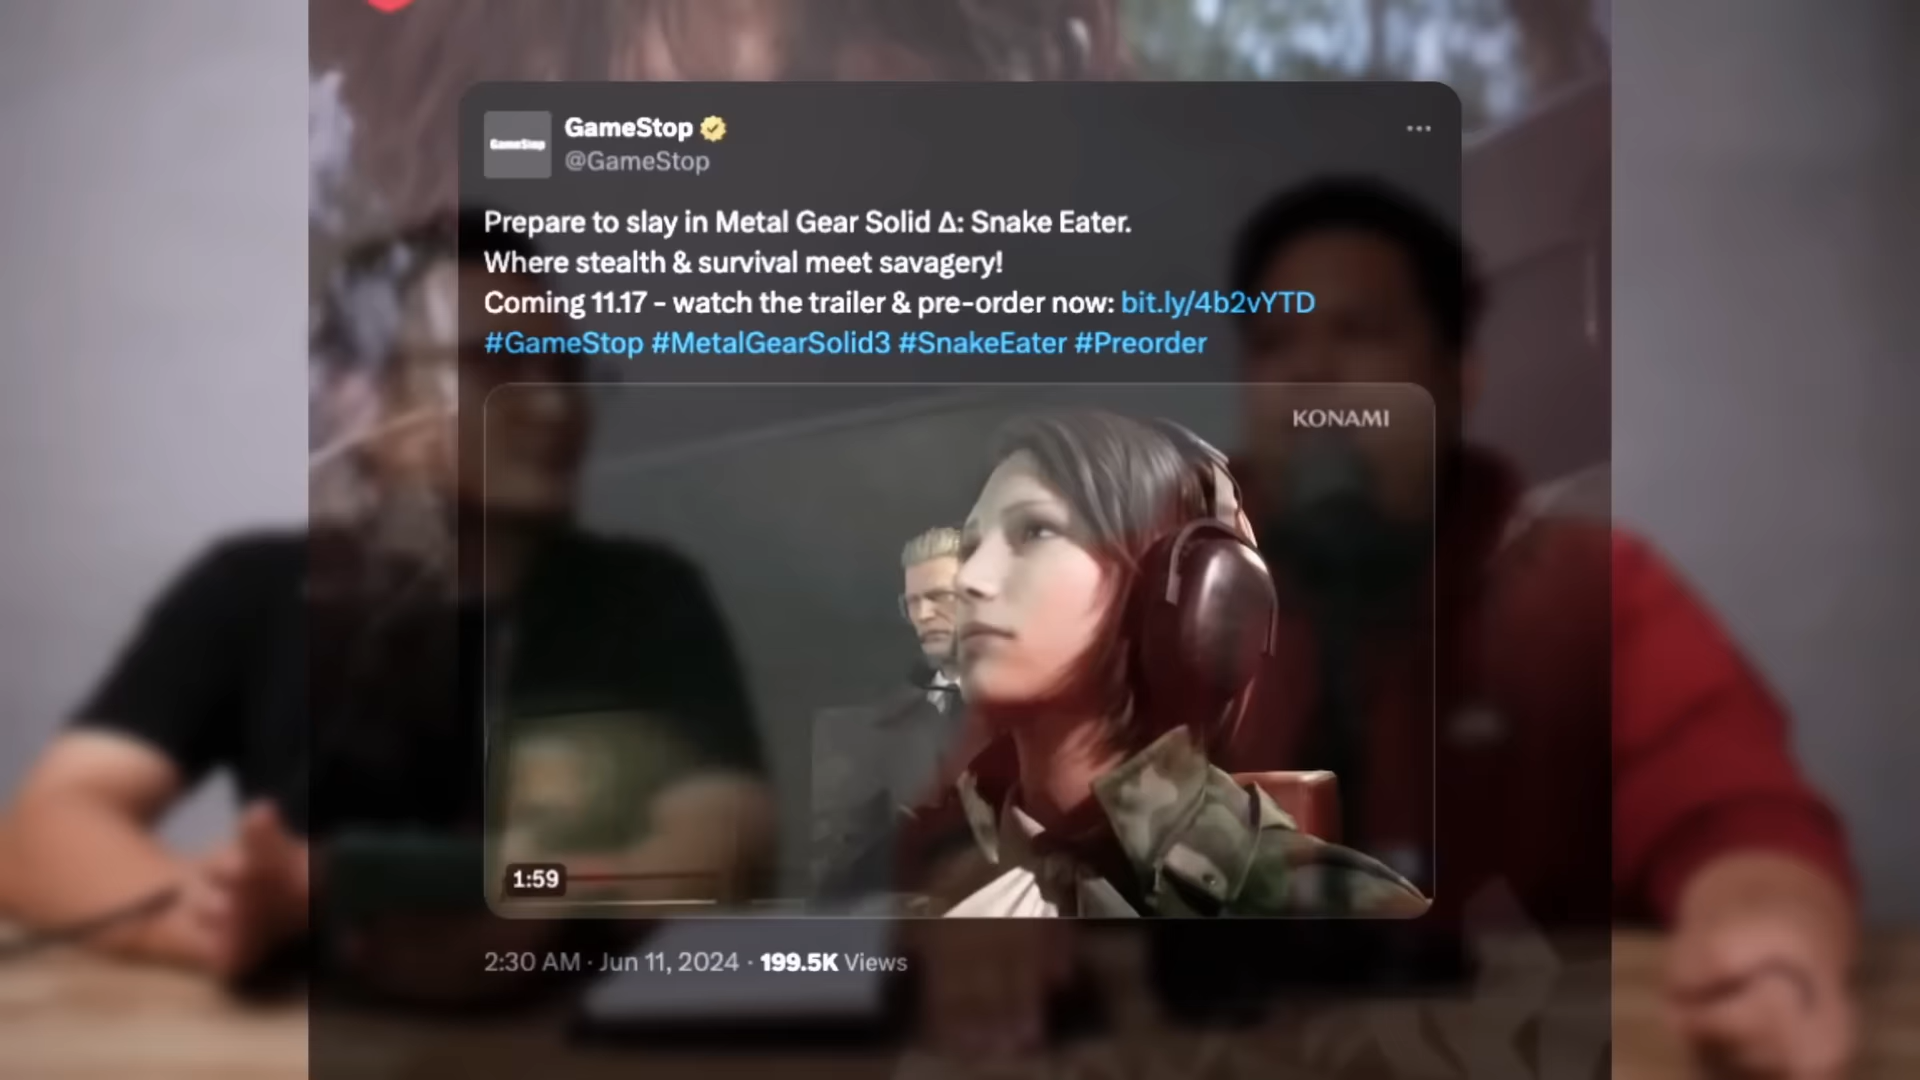 GameStop
GameStop
@GameStop
Prepare to slay in Metal Gear Solid Δ: Snake Eater.
Where stealth & survival meet savagery!
Coming 11.17 - watch the trailer & pre-order now: bit.ly/4b2vYTD
#GameStop #MetalGearSolid3 #SnakeEater #Preorder
KONAMI
1:59
2:30 AM · Jun 11, 2024 · 199.5K Views